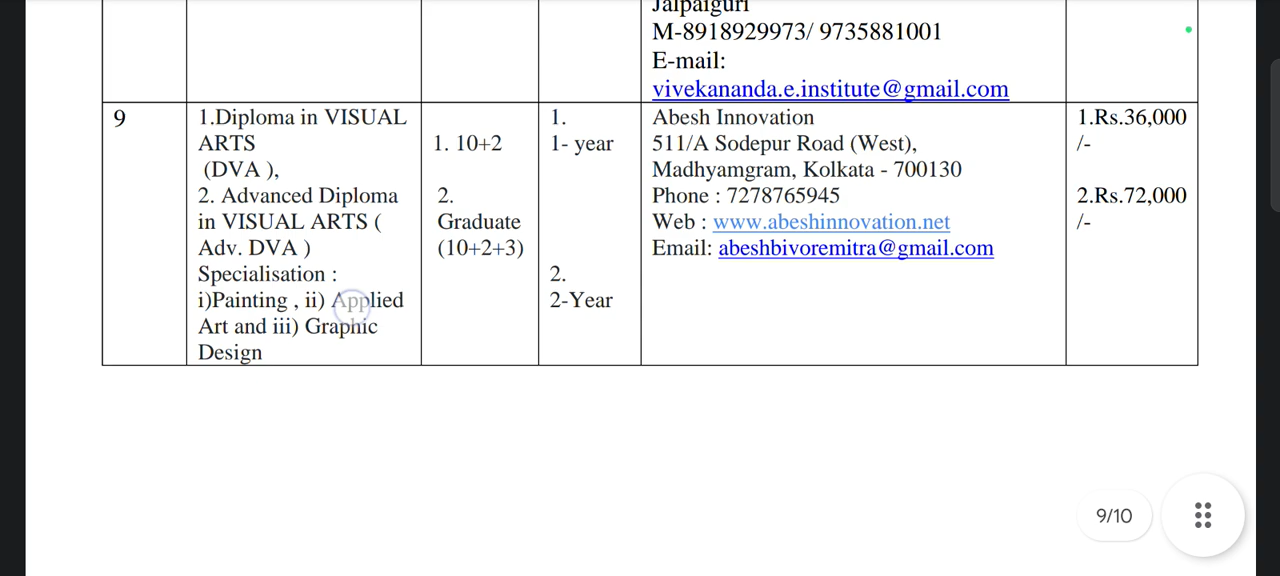 Jalpaiguri
M-8918929973/ 9735881001
E-mail:
vivekananda.e.institute@gmail.com
9
1.Diploma in VISUAL
ARTS
(DVA ),
2. Advanced Diploma
in VISUAL ARTS (
Adv. DVA )
Specialisation :
i)Painting , ii) Applied
Art and iii) Graphic
Design
1. 10+2
2.
Graduate
(10+2+3)
1.
1- year
2.
2-Year
Abesh Innovation
511/A Sodepur Road (West),
Madhyamgram, Kolkata - 700130
Phone : 7278765945
Web : www.abeshinnovation.net
Email: abeshbivoremitra@gmail.com
1.Rs.36,000
/-
2.Rs.72,000
/-
9/10